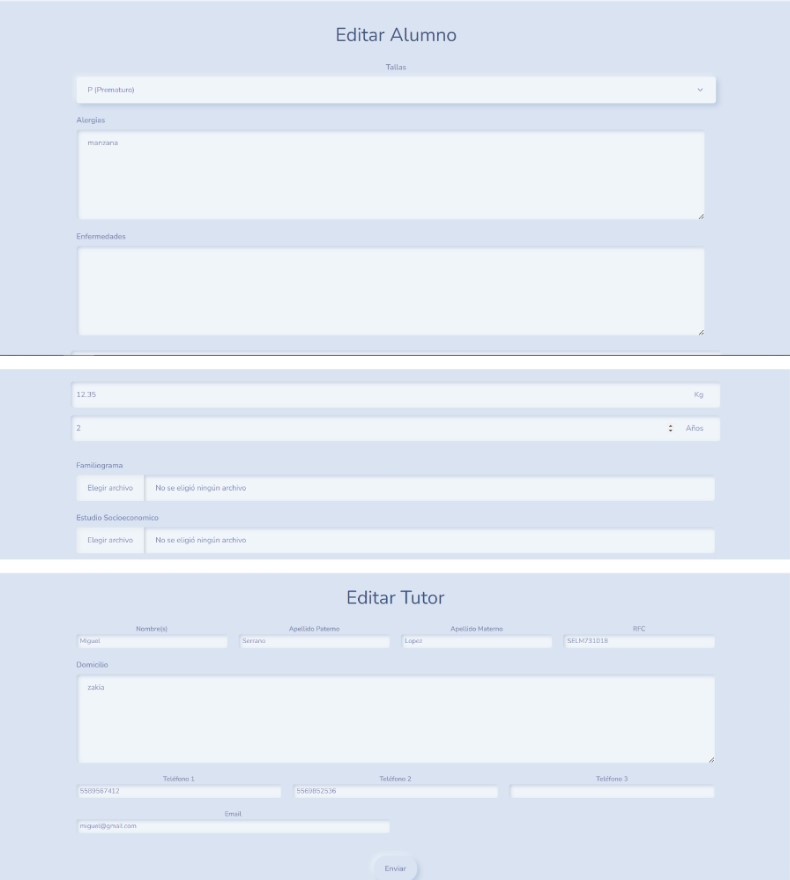 Editar Alumno
Tallas
P (Prematuro)
Alergias
manzana
Enfermedades
12.35 Kg
2 Años
Familiegrama
Elegir archivo No se eligió ningún archivo
Estudio Socioeconomico
Elegir archivo No se eligió ningún archivo
Editar Tutor
Nombre(s) Apellido Paterno Apellido Materno RFC
Miguel Serrano Lopez SELM731018
Domicilio
zakia
Teléfono 1 Teléfono 2 Teléfono 3
5589567412 5569852536
Email
miguel@gmail.com
Enviar